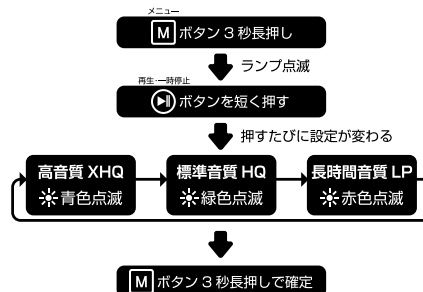 メニュー
M ボタン3秒長押し
ランプ点滅
再生・一時停止
ボタンを短く押す
押すたびに設定が変わる
高音質 XHQ
青色点滅
標準音質 HQ
緑色点滅
長時間音質 LP
赤色点滅
M ボタン3秒長押しで確定